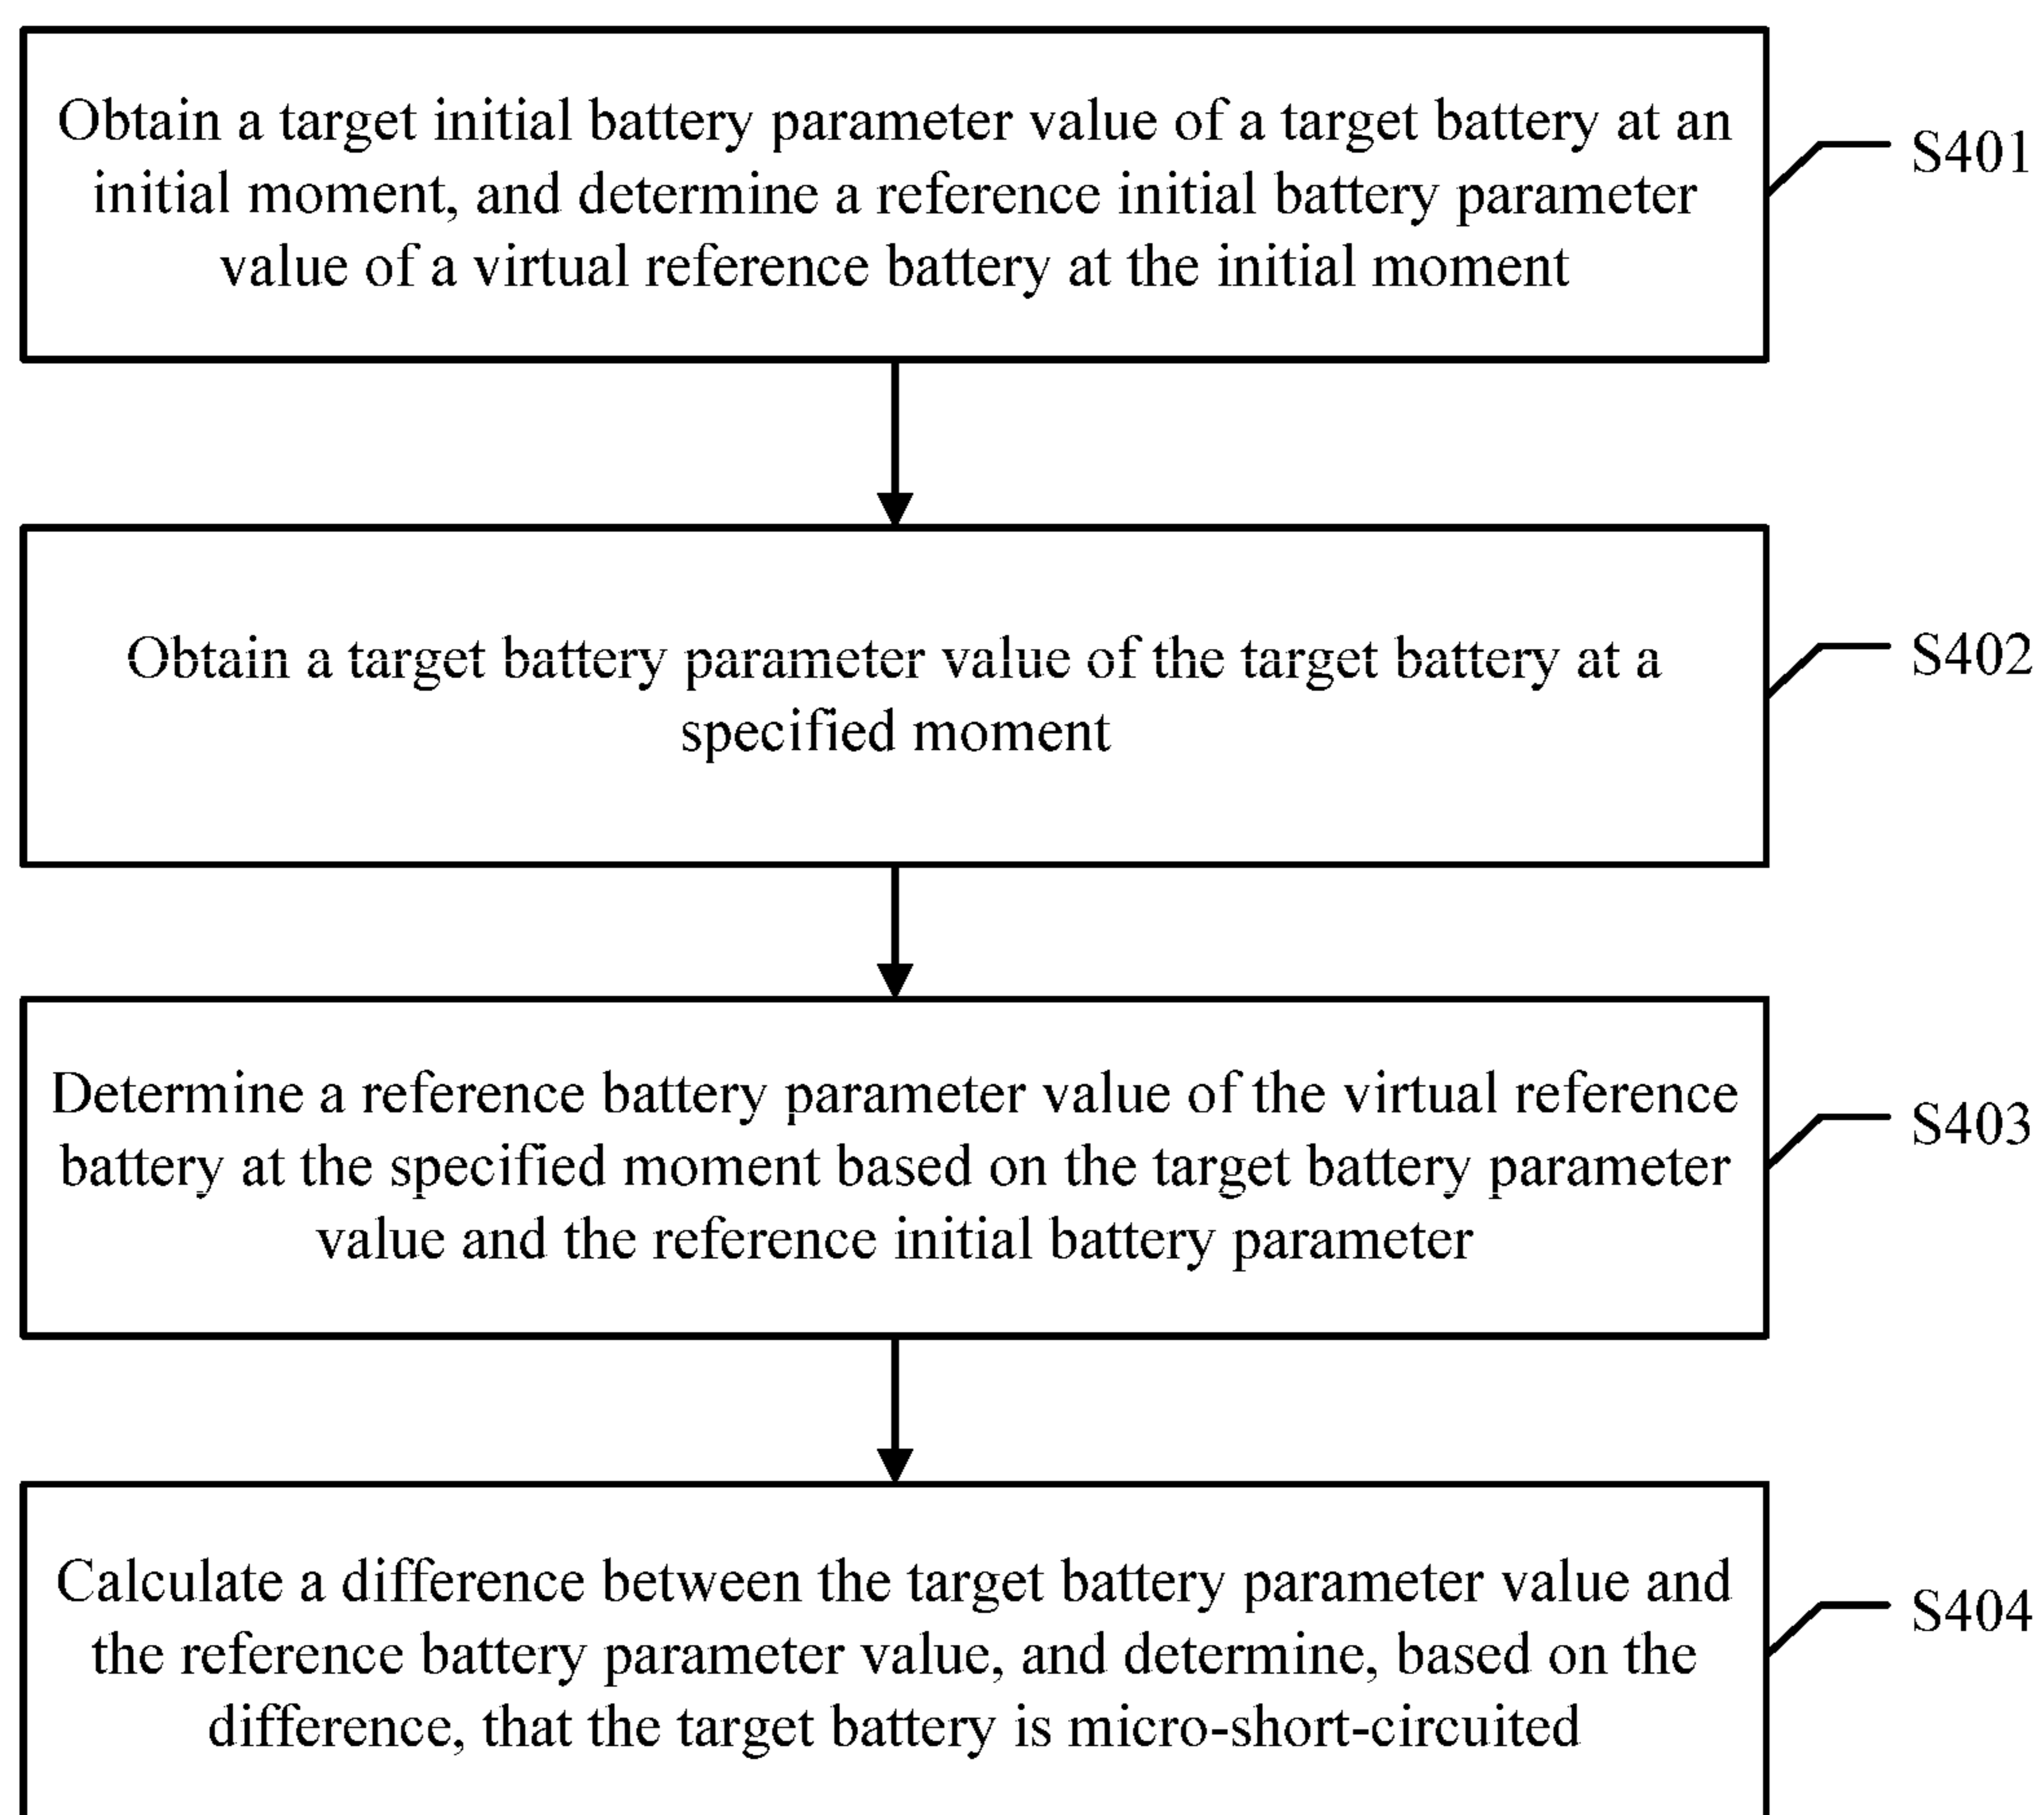 Obtain a target initial battery parameter value of a target battery at an
initial moment, and determine a reference initial battery parameter
value of a virtual reference battery at the initial moment
S401
Obtain a target battery parameter value of the target battery at a
specified moment
S402
Determine a reference battery parameter value of the virtual reference
battery at the specified moment based on the target battery parameter
value and the reference initial battery parameter
S403
Calculate a difference between the target battery parameter value and
the reference battery parameter value, and determine, based on the
difference, that the target battery is micro-short-circuited
S404